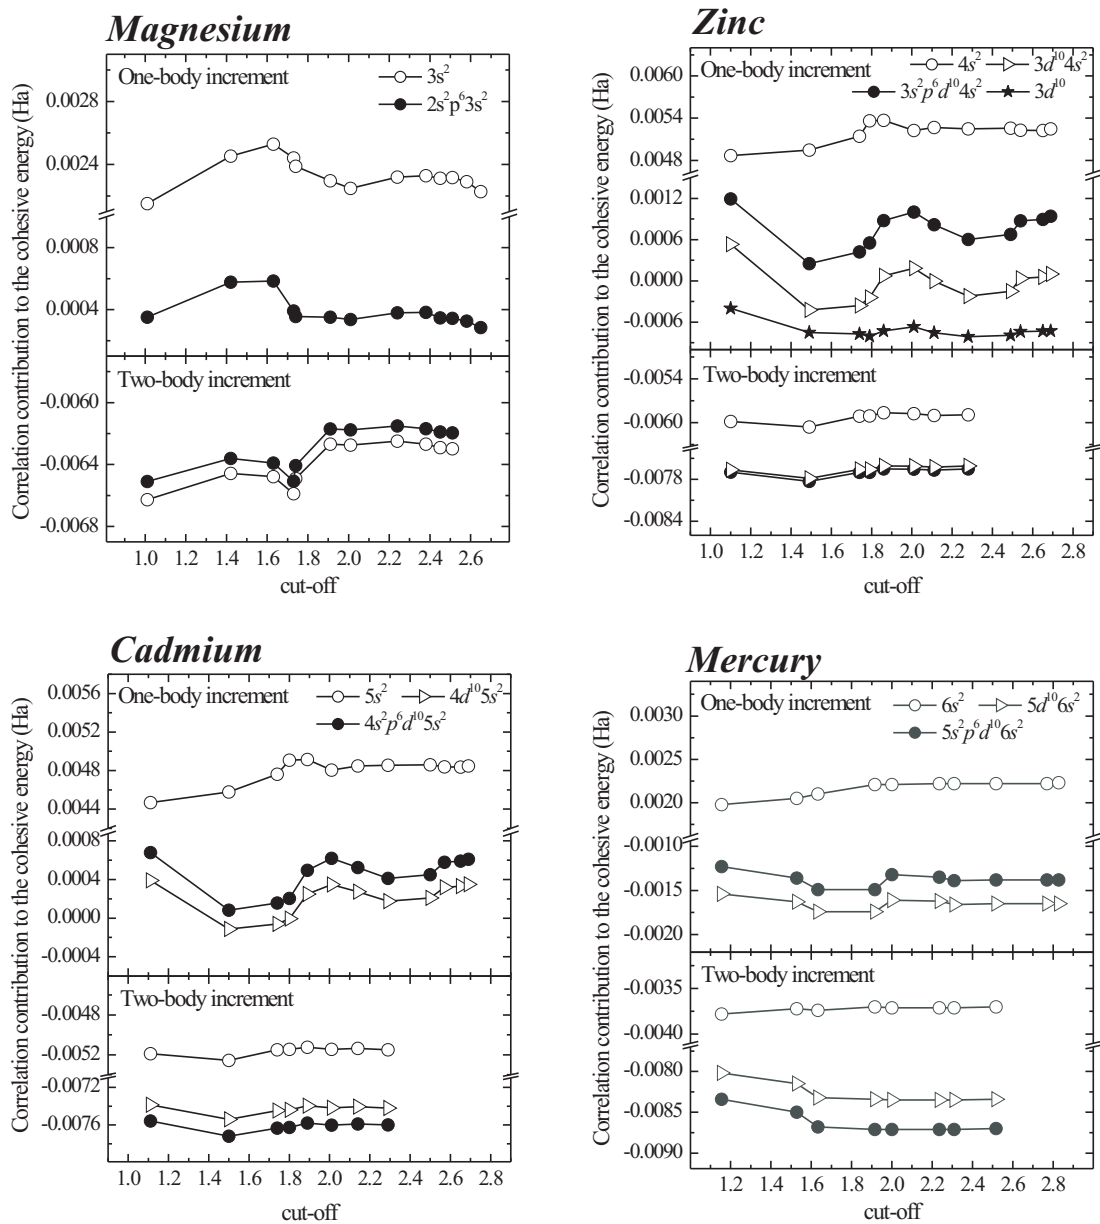 Magnesium
One-body increment
3s²
2s²p⁶3s²
0.0028
0.0024
0.0008
0.0004
Two-body increment
-0.0060
-0.0064
-0.0068
1.0 1.2 1.4 1.6 1.8 2.0 2.2 2.4 2.6
cut-off
Correlation contribution to the cohesive energy (Ha)
Zinc
One-body increment
4s² 3d¹⁰4s²
3s²p⁶d¹⁰4s² 3d¹⁰
0.0060
0.0054
0.0048
0.0012
0.0006
0.0000
-0.0006
Two-body increment
-0.0054
-0.0060
-0.0078
-0.0084
1.0 1.2 1.4 1.6 1.8 2.0 2.2 2.4 2.6 2.8
cut-off
Correlation contribution to the cohesive energy (Ha)
Cadmium
One-body increment
5s² 4d¹⁰5s²
4s²p⁶d¹⁰5s²
0.0056
0.0052
0.0048
0.0044
0.0008
0.0004
0.0000
-0.0004
Two-body increment
-0.0048
-0.0052
-0.0072
-0.0076
1.0 1.2 1.4 1.6 1.8 2.0 2.2 2.4 2.6 2.8
cut-off
Correlation contribution to the cohesive energy (Ha)
Mercury
One-body increment
6s² 5d¹⁰6s²
5s²p⁶d¹⁰6s²
0.0030
0.0020
-0.0010
-0.0015
-0.0020
Two-body increment
-0.0035
-0.0040
-0.0080
-0.0085
-0.0090
1.2 1.4 1.6 1.8 2.0 2.2 2.4 2.6 2.8
cut-off
Correlation contribution to the cohesive energy (Ha)